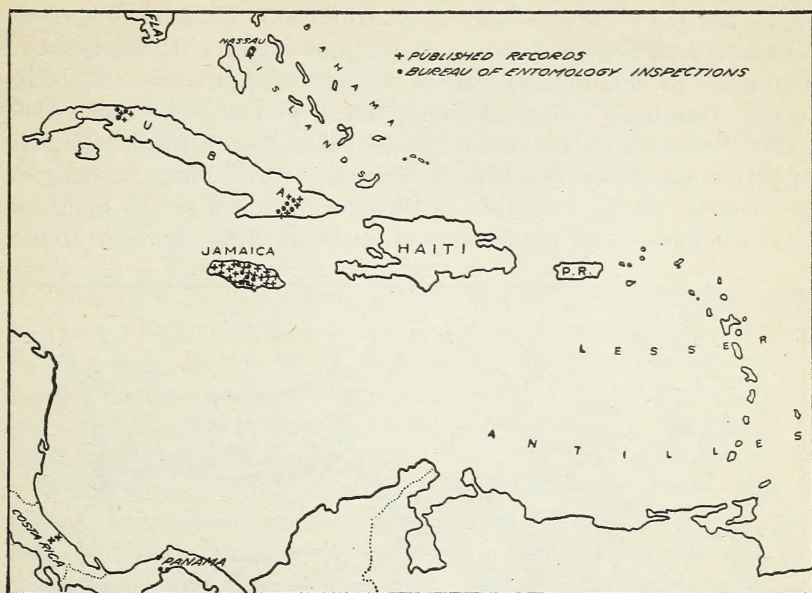 FLA.
NASSAU
BAHAMA
ISLANDS
+ PUBLISHED RECORDS
• BUREAU OF ENTOMOLOGY INSPECTIONS
CUBA
JAMAICA
HAITI
P.R.
LESSER
ANTILLES
COSTA RICA
PANAMA